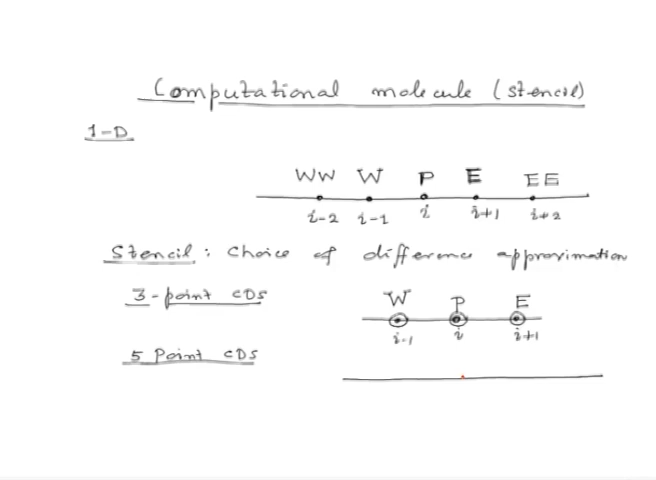 Computational molecule (stencil)
1-D
WW W P E EE
i-2 i-1 i i+1 i+2
Stencil : Choice of difference approximation
3-point CDS
W P E
i-1 i i+1
5 Point CDS